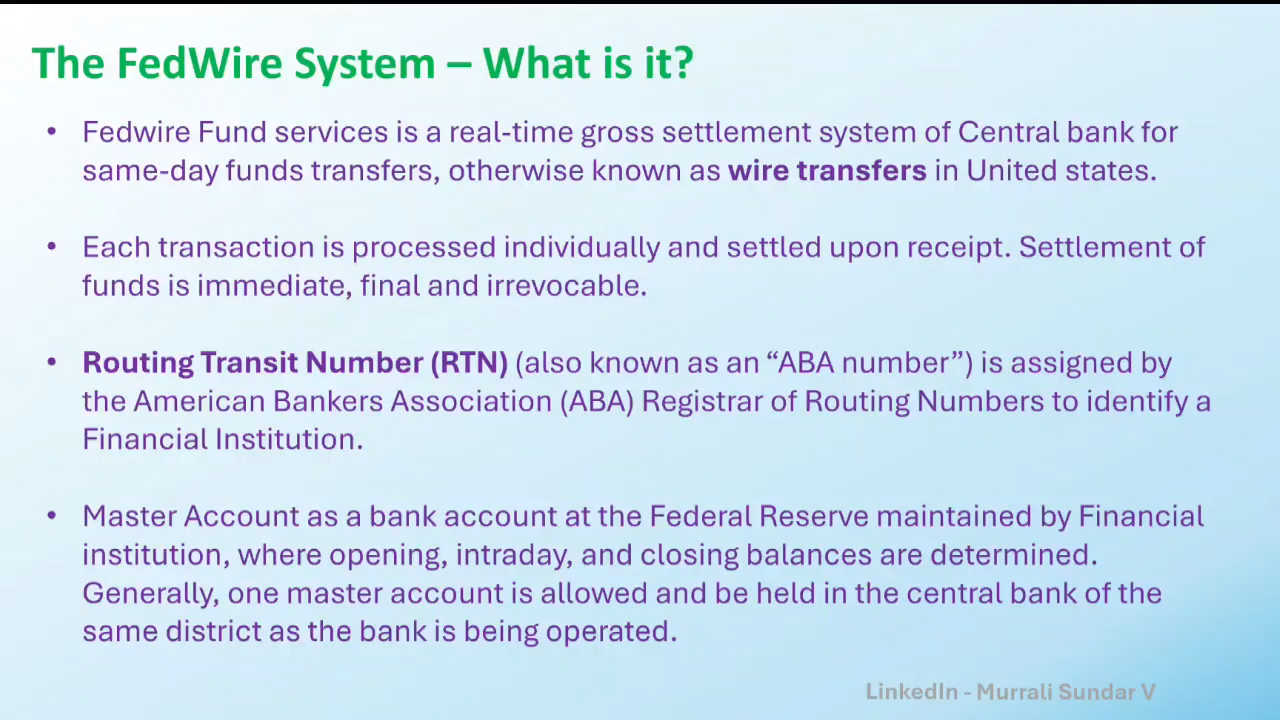 The FedWire System – What is it?
• Fedwire Fund services is a real-time gross settlement system of Central bank for
same-day funds transfers, otherwise known as wire transfers in United states.
• Each transaction is processed individually and settled upon receipt. Settlement of
funds is immediate, final and irrevocable.
• Routing Transit Number (RTN) (also known as an “ABA number”) is assigned by
the American Bankers Association (ABA) Registrar of Routing Numbers to identify a
Financial Institution.
• Master Account as a bank account at the Federal Reserve maintained by Financial
institution, where opening, intraday, and closing balances are determined.
Generally, one master account is allowed and be held in the central bank of the
same district as the bank is being operated.
LinkedIn - Murrali Sundar V